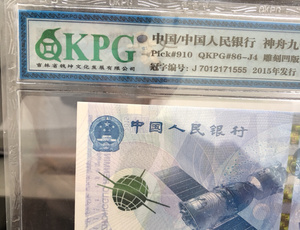 KPG
吉林省钱坤文化发展有限公司
中国/中国人民银行 神舟九
Pick#910 QKPG#86-J4 雕刻凹版
冠字编号: J 7012171555 2015年发行
中国人民银行